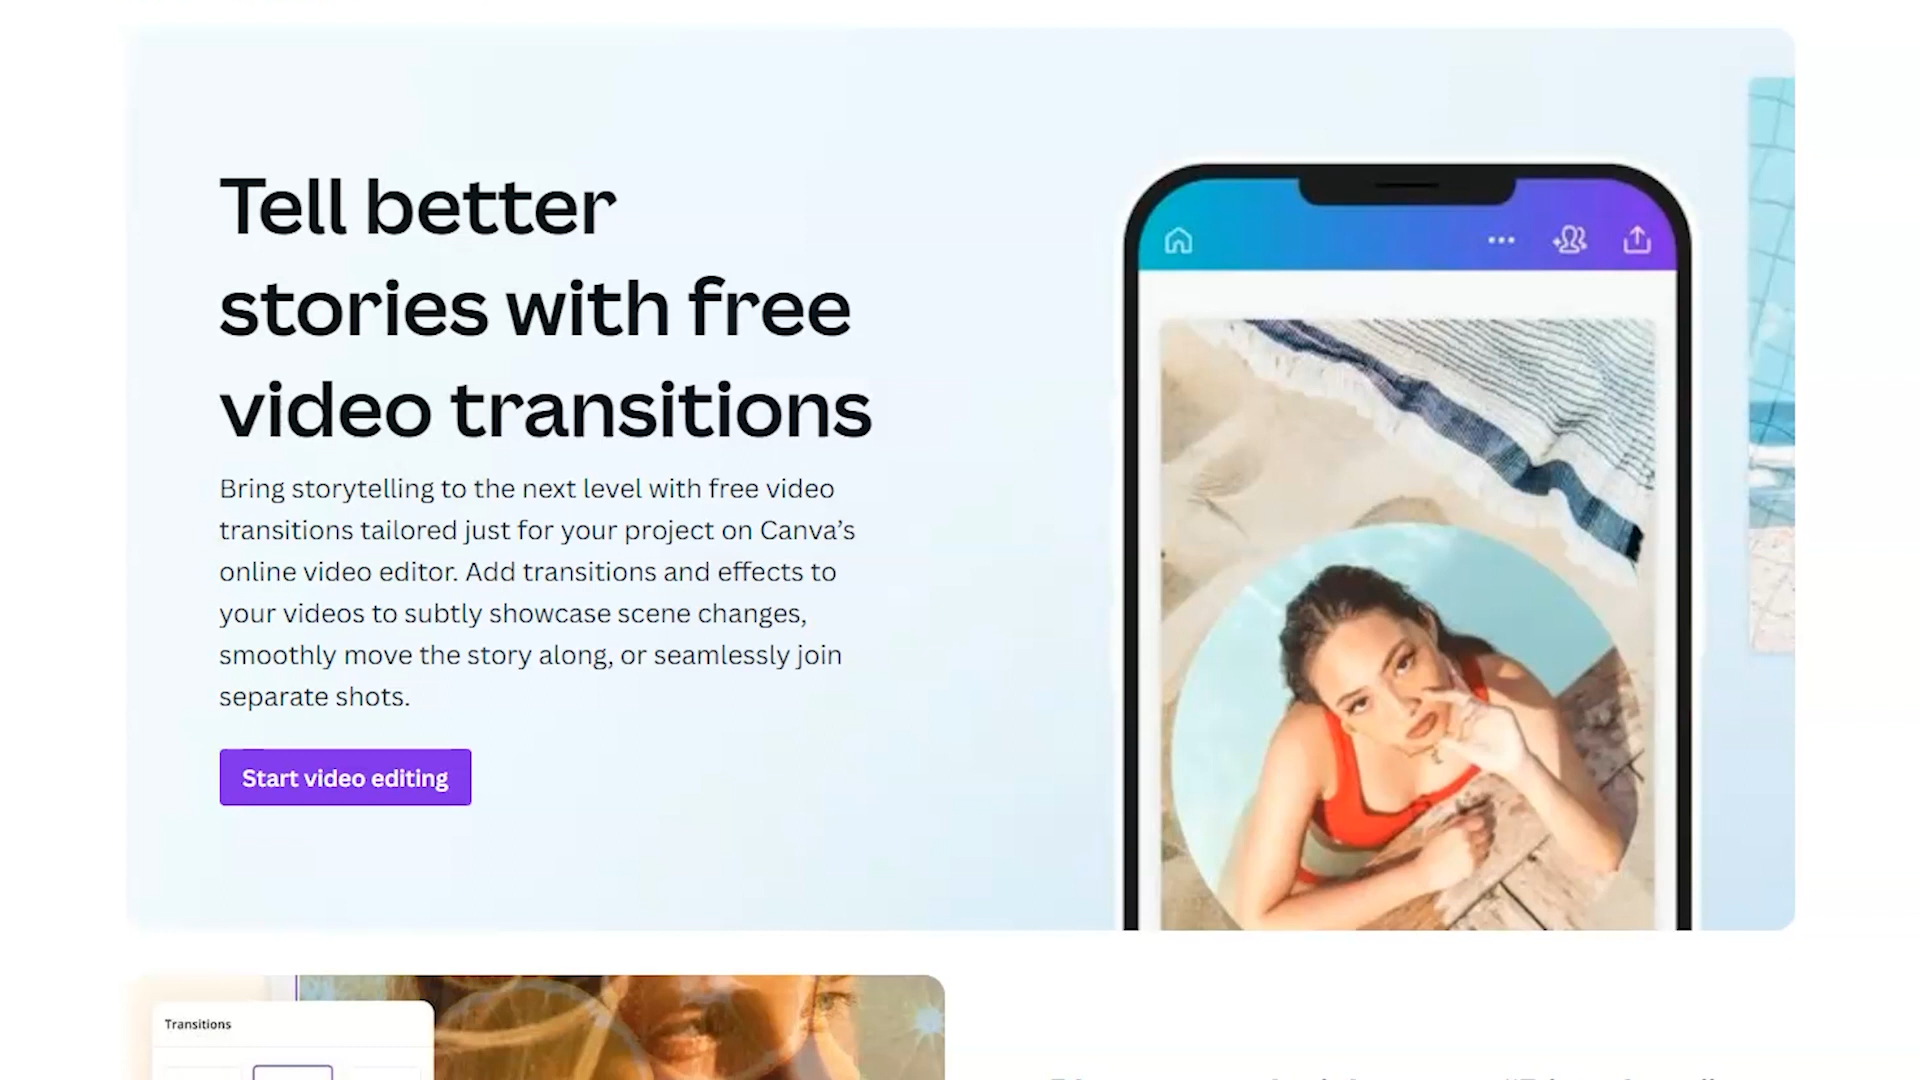 Tell better
stories with free
video transitions
Bring storytelling to the next level with free video
transitions tailored just for your project on Canva’s
online video editor. Add transitions and effects to
your videos to subtly showcase scene changes,
smoothly move the story along, or seamlessly join
separate shots.
Start video editing
Transitions